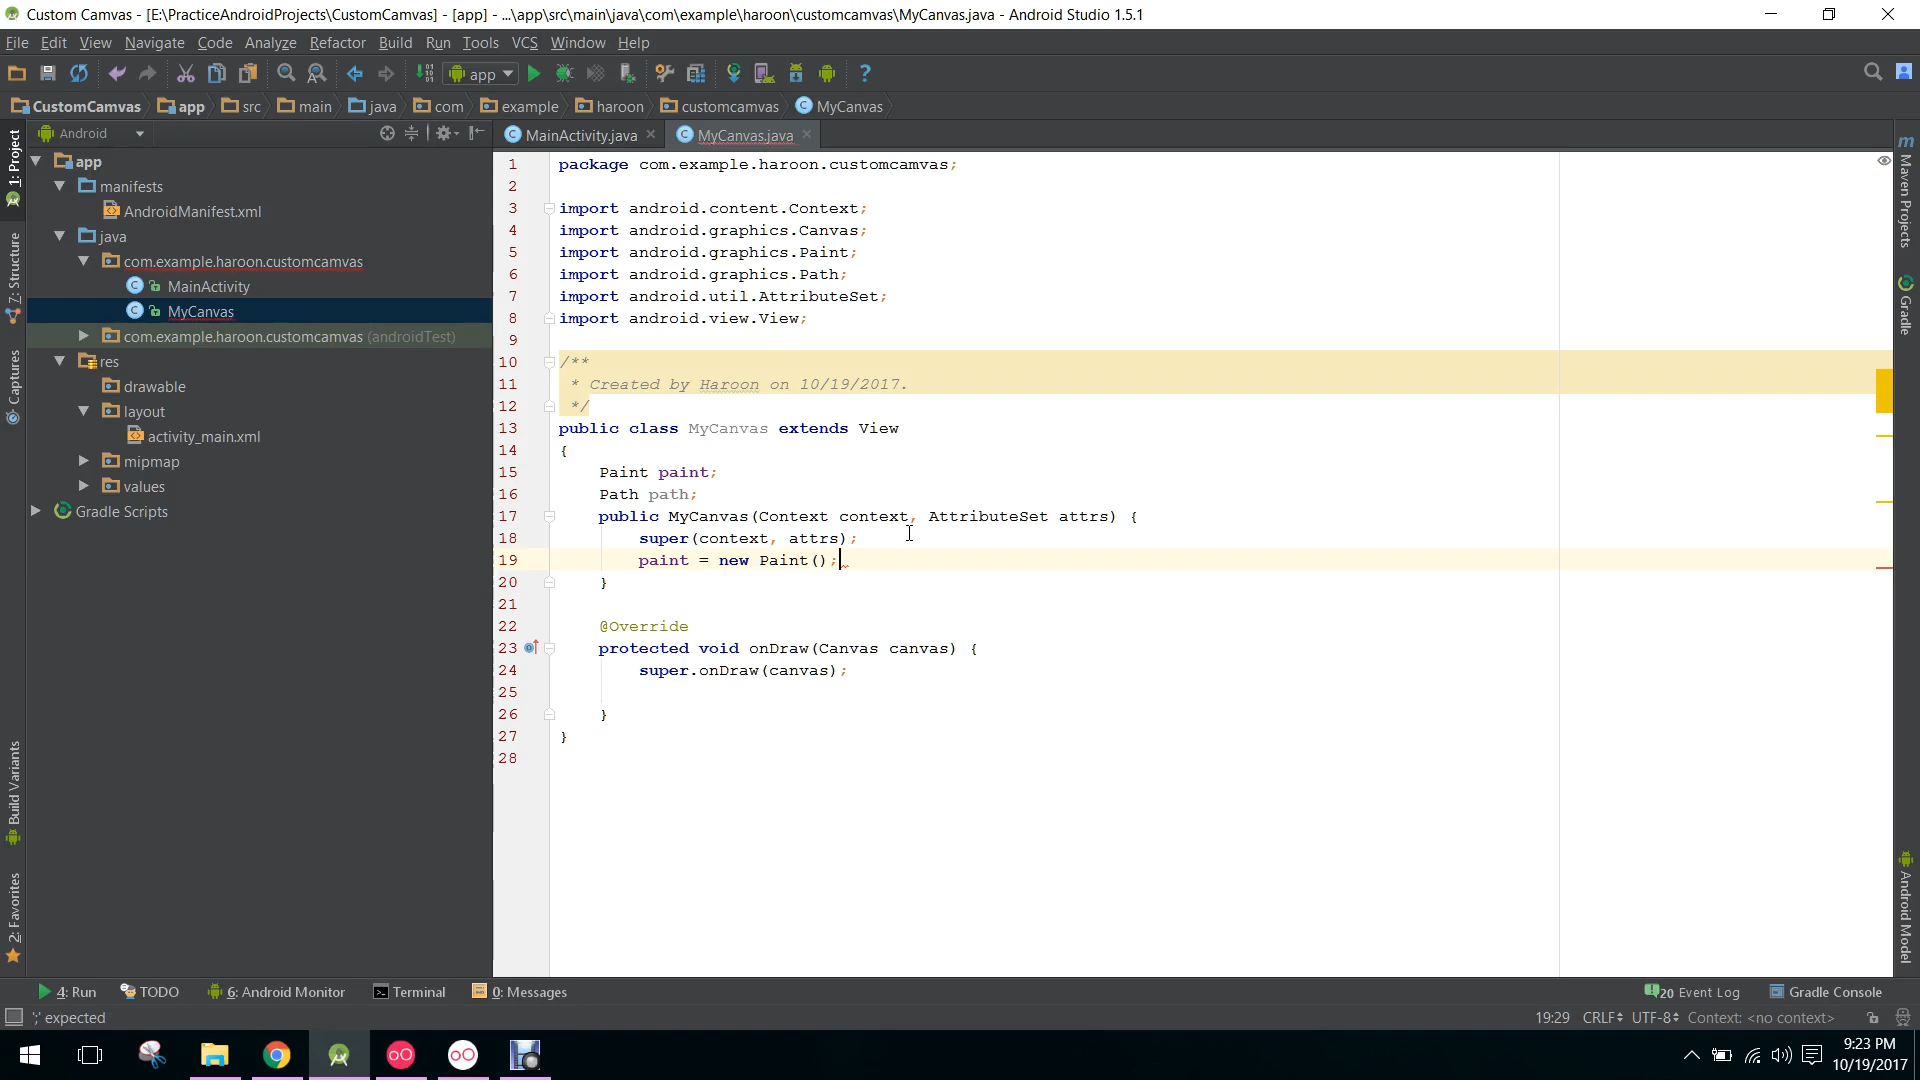 Custom Camvas - [E:\PracticeAndroidProjects\CustomCamvas] - [app] - ...\app\src\main\java\com\example\haroon\customcamvas\MyCanvas.java - Android Studio 1.5.1
File Edit View Navigate Code Analyze Refactor Build Run Tools VCS Window Help
app
CustomCamvas app src main java com example haroon customcamvas MyCanvas
Android
MainActivity.java MyCanvas.java
1: Project
7: Structure
Captures
Build Variants
2: Favorites
app
manifests
AndroidManifest.xml
java
com.example.haroon.customcamvas
MainActivity
MyCanvas
com.example.haroon.customcamvas (androidTest)
res
drawable
layout
activity_main.xml
mipmap
values
Gradle Scripts
1 package com.example.haroon.customcamvas;
2
3 import android.content.Context;
4 import android.graphics.Canvas;
5 import android.graphics.Paint;
6 import android.graphics.Path;
7 import android.util.AttributeSet;
8 import android.view.View;
9
10 /**
11 * Created by Haroon on 10/19/2017.
12 */
13 public class MyCanvas extends View
14 {
15 Paint paint;
16 Path path;
17 public MyCanvas(Context context, AttributeSet attrs) {
18 super(context, attrs);
19 paint = new Paint();
20 }
21
22 @Override
23 protected void onDraw(Canvas canvas) {
24 super.onDraw(canvas);
25
26 }
27 }
28
m Maven Projects
Gradle
Android Model
4: Run TODO 6: Android Monitor Terminal 0: Messages
20 Event Log Gradle Console
';' expected
19:29 CRLF UTF-8 Context: <no context>
9:23 PM
10/19/2017